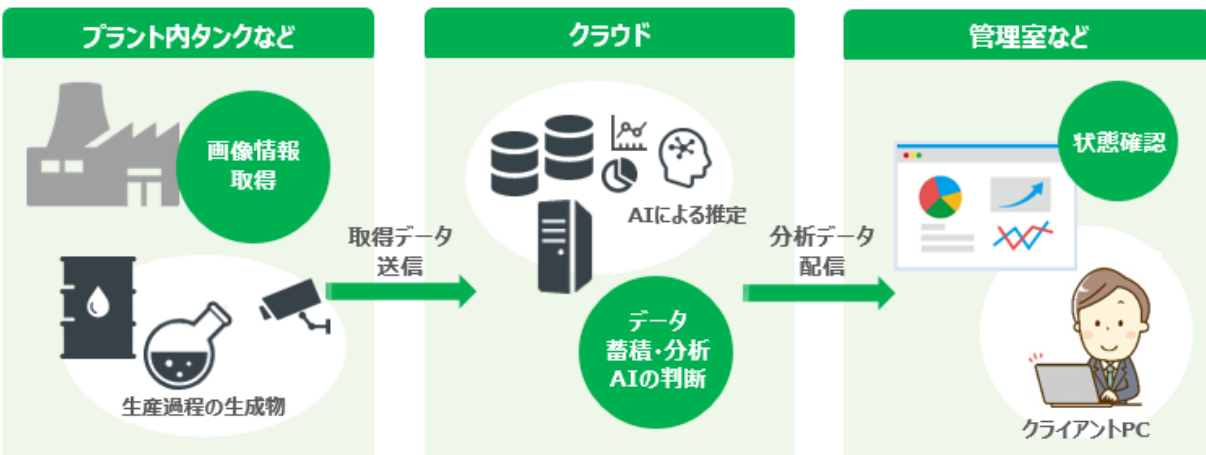 プラント内タンクなど
画像情報
取得
生産過程の生成物
取得データ
送信
クラウド
AIによる推定
データ
蓄積・分析
AIの判断
分析データ
配信
管理室など
状態確認
クライアントPC